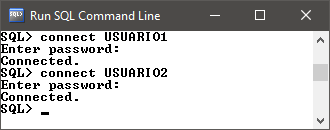 Run SQL Command Line
SQL> connect USUARIO1
Enter password:
Connected.
SQL> connect USUARIO2
Enter password:
Connected.
SQL>